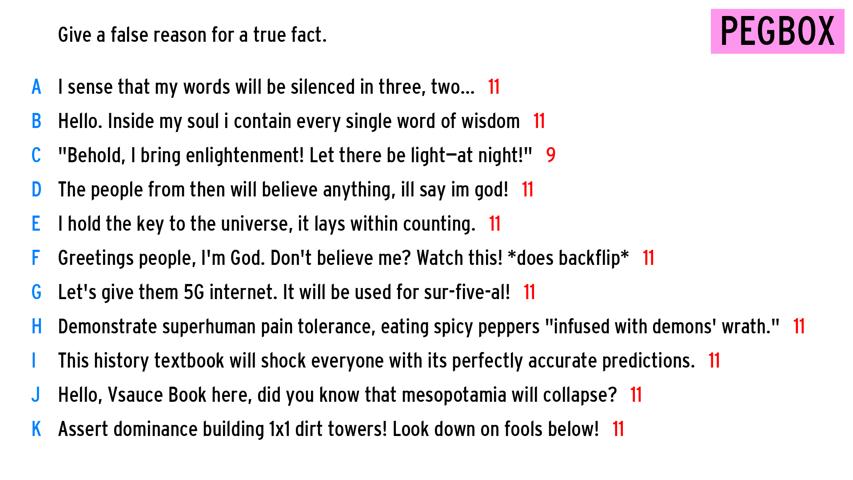 Give a false reason for a true fact.
PEGBOX
A I sense that my words will be silenced in three, two... 11
B Hello. Inside my soul i contain every single word of wisdom 11
C "Behold, I bring enlightenment! Let there be light—at night!" 9
D The people from then will believe anything, ill say im god! 11
E I hold the key to the universe, it lays within counting. 11
F Greetings people, I'm God. Don't believe me? Watch this! *does backflip* 11
G Let's give them 5G internet. It will be used for sur-five-al! 11
H Demonstrate superhuman pain tolerance, eating spicy peppers "infused with demons' wrath." 11
I This history textbook will shock everyone with its perfectly accurate predictions. 11
J Hello, Vsauce Book here, did you know that mesopotamia will collapse? 11
K Assert dominance building 1x1 dirt towers! Look down on fools below! 11